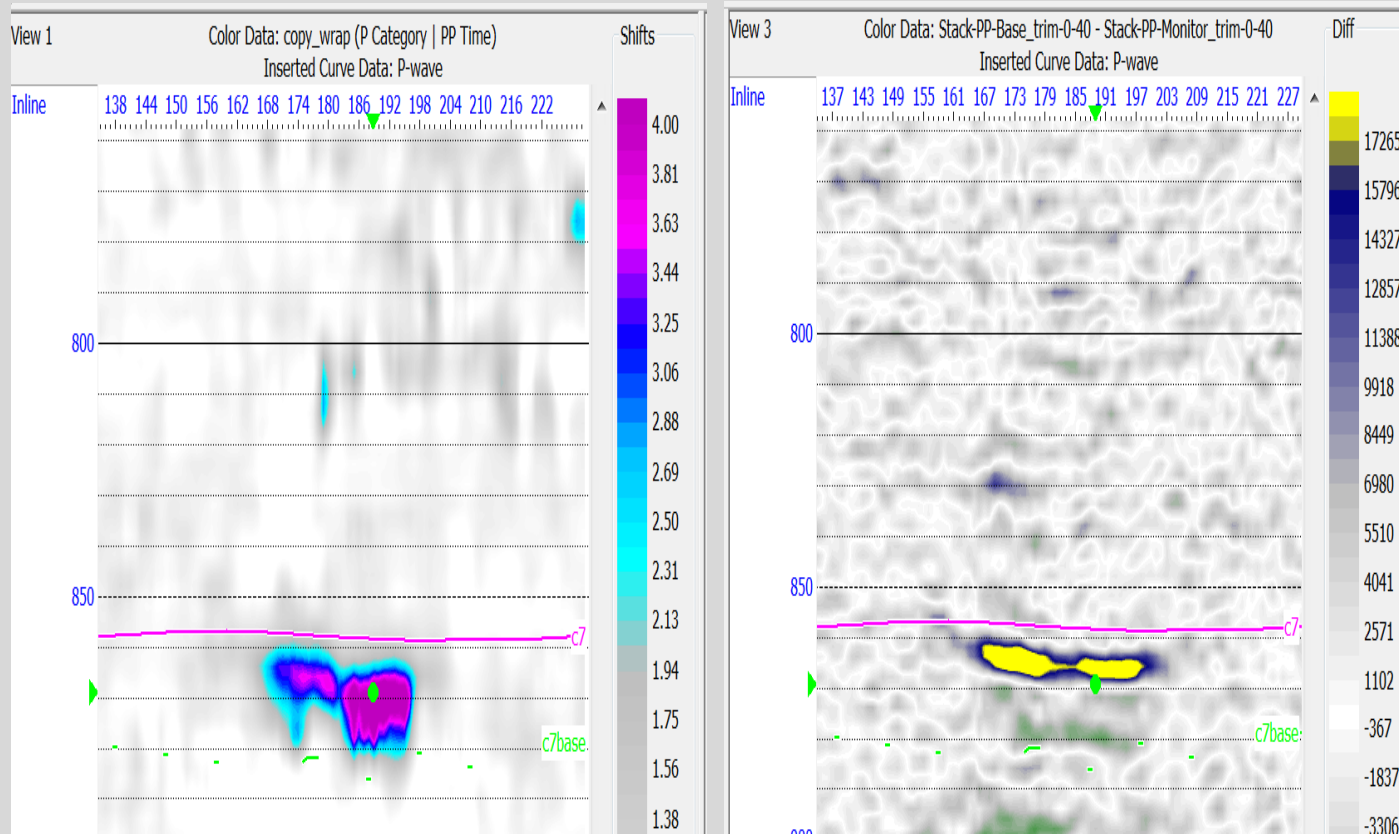 View 1
Color Data: copy_wrap (P Category | PP Time)
Inserted Curve Data: P-wave
Shifts
Inline
138 144 150 156 162 168 174 180 186 192 198 204 210 216 222
800
850
c7
c7base
4.00
3.81
3.63
3.44
3.25
3.06
2.88
2.69
2.50
2.31
2.13
1.94
1.75
1.56
1.38
View 3
Color Data: Stack-PP-Base_trim-0-40 - Stack-PP-Monitor_trim-0-40
Inserted Curve Data: P-wave
Diff
Inline
137 143 149 155 161 167 173 179 185 191 197 203 209 215 221 227
800
850
c7
c7base
17265
15796
14327
12857
11388
9918
8449
6980
5510
4041
2571
1102
-367
-1837
-3306